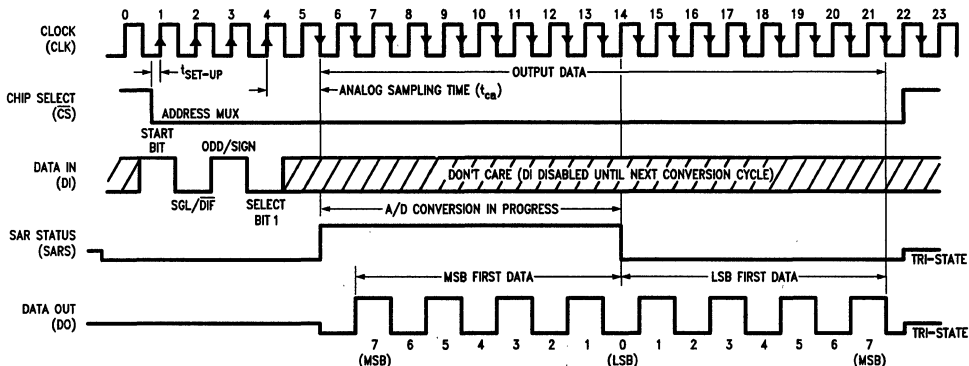 0 1 2 3 4 5 6 7 8 9 10 11 12 13 14 15 16 17 18 19 20 21 22 23
CLOCK
(CLK)
tSET-UP
OUTPUT DATA
ANALOG SAMPLING TIME (tca)
CHIP SELECT
(CS)
ADDRESS MUX
START
BIT
ODD/SIGN
DATA IN
(DI)
DON'T CARE (DI DISABLED UNTIL NEXT CONVERSION CYCLE)
SGL/DIF
SELECT
BIT 1
A/D CONVERSION IN PROGRESS
SAR STATUS
(SARS)
TRI-STATE
MSB FIRST DATA
LSB FIRST DATA
DATA OUT
(DO)
TRI-STATE
7 6 5 4 3 2 1 0 1 2 3 4 5 6 7
(MSB) (LSB) (MSB)